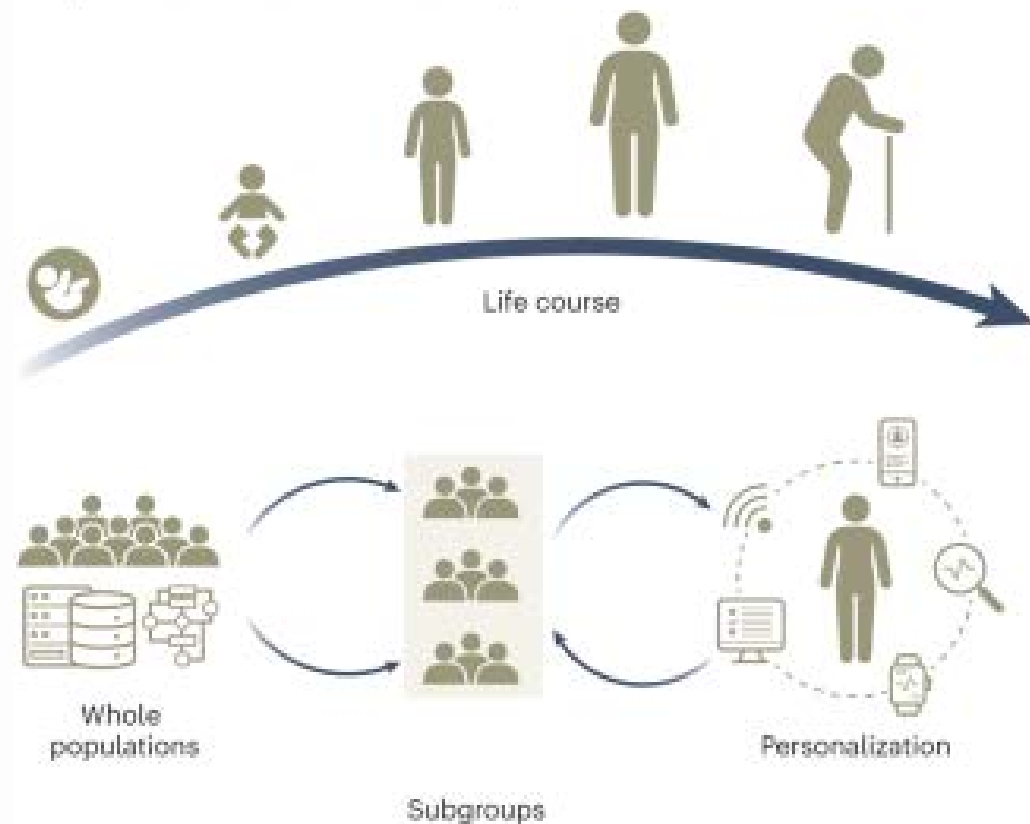 Life course
Whole
populations
Personalization
Subgroups